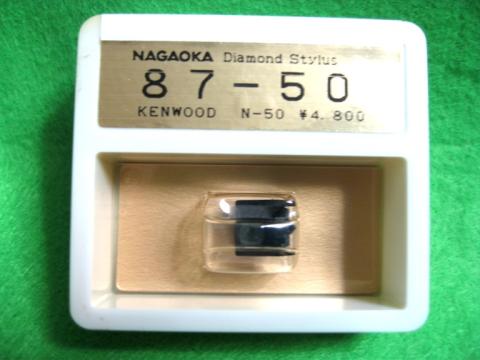 NAGAOKA Diamond Stylus
87-50
KENWOOD N-50 ¥4,800